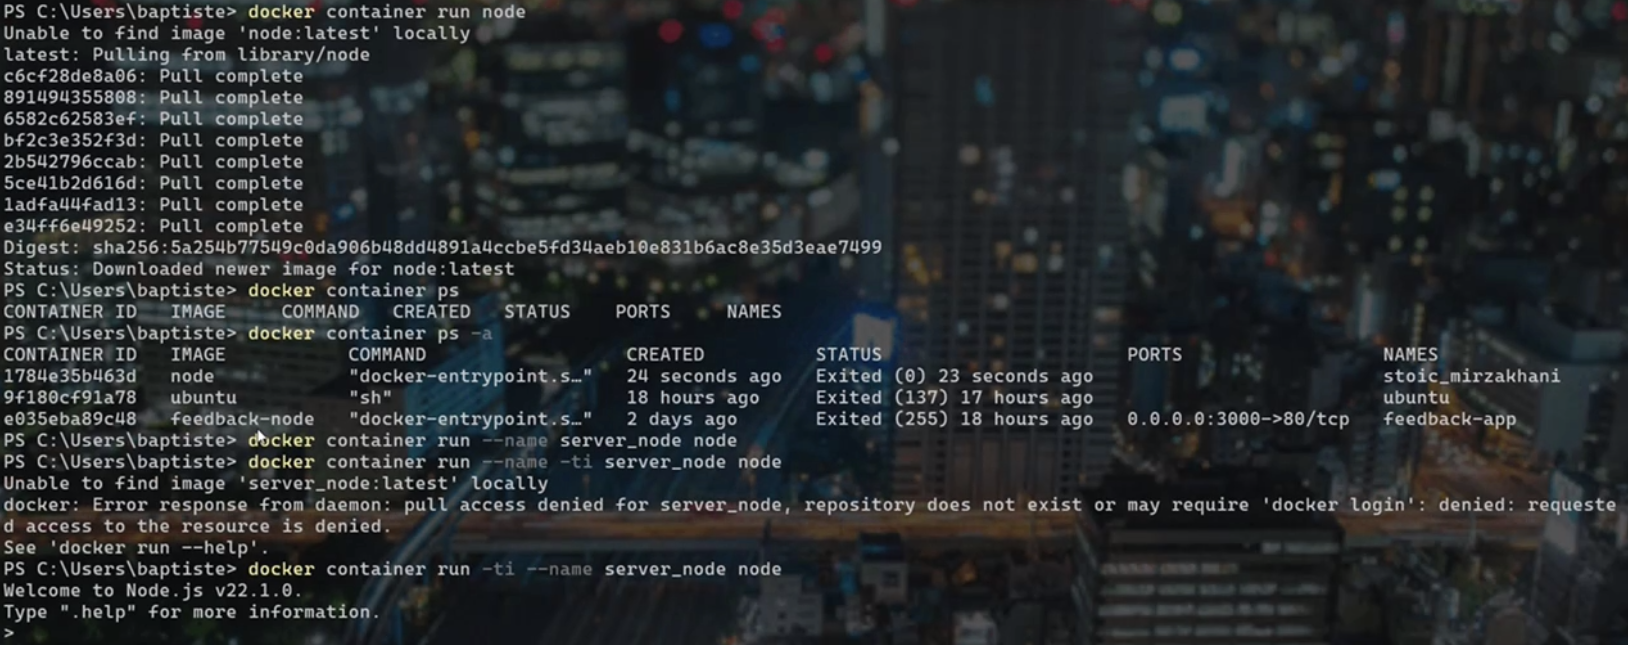 PS C:\Users\baptiste> docker container run node
Unable to find image 'node:latest' locally
latest: Pulling from library/node
c6cf28de8a06: Pull complete
891494355808: Pull complete
6582c62583ef: Pull complete
bf2c3e352f3d: Pull complete
2b542796ccab: Pull complete
5ce41b2d616d: Pull complete
1adfa44fad13: Pull complete
e34ff6e49252: Pull complete
Digest: sha256:5a254b77549c0da906b48dd4891a4ccbe5fd34aeb10e831b6ac8e35d3eae7499
Status: Downloaded newer image for node:latest
PS C:\Users\baptiste> docker container ps
CONTAINER ID   IMAGE     COMMAND   CREATED   STATUS    PORTS     NAMES
PS C:\Users\baptiste> docker container ps -a
CONTAINER ID   IMAGE           COMMAND                  CREATED          STATUS                      PORTS                  NAMES
1784e35b463d   node            "docker-entrypoint.s…"   24 seconds ago   Exited (0) 23 seconds ago                          stoic_mirzakhani
9f180cf91a78   ubuntu          "sh"                     18 hours ago     Exited (137) 17 hours ago                          ubuntu
e035eba89c48   feedback-node   "docker-entrypoint.s…"   2 days ago       Exited (255) 18 hours ago   0.0.0.0:3000->80/tcp   feedback-app
PS C:\Users\baptiste> docker container run --name server_node node
PS C:\Users\baptiste> docker container run --name -ti server_node node
Unable to find image 'server_node:latest' locally
docker: Error response from daemon: pull access denied for server_node, repository does not exist or may require 'docker login': denied: requeste
d access to the resource is denied.
See 'docker run --help'.
PS C:\Users\baptiste> docker container run -ti --name server_node node
Welcome to Node.js v22.1.0.
Type ".help" for more information.
>